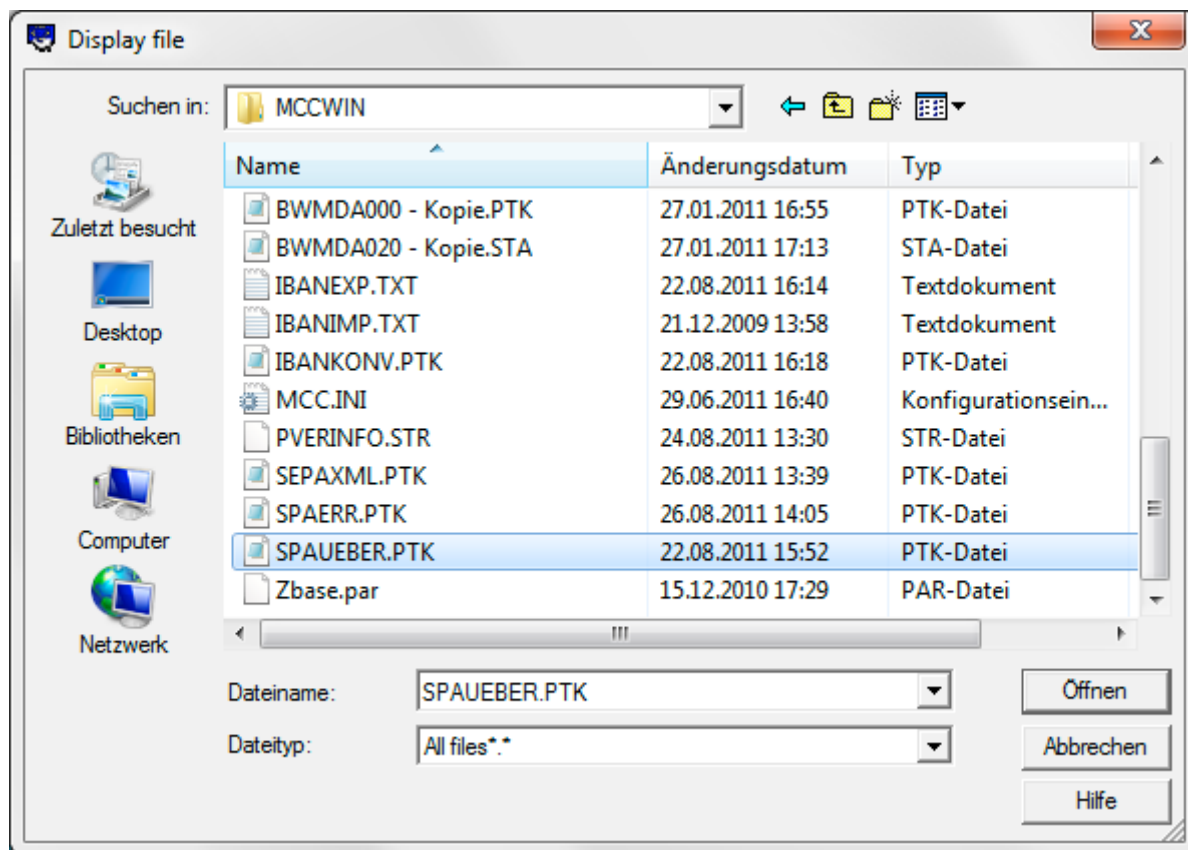 Display file
Suchen in: MCCWIN
Name Änderungsdatum Typ
BWMDA000 - Kopie.PTK 27.01.2011 16:55 PTK-Datei
BWMDA020 - Kopie.STA 27.01.2011 17:13 STA-Datei
IBANEXP.TXT 22.08.2011 16:14 Textdokument
IBANIMP.TXT 21.12.2009 13:58 Textdokument
IBANKONV.PTK 22.08.2011 16:18 PTK-Datei
MCC.INI 29.06.2011 16:40 Konfigurationsein...
PVERINFO.STR 24.08.2011 13:30 STR-Datei
SEPAXML.PTK 26.08.2011 13:39 PTK-Datei
SPAERR.PTK 26.08.2011 14:05 PTK-Datei
SPAUEBER.PTK 22.08.2011 15:52 PTK-Datei
Zbase.par 15.12.2010 17:29 PAR-Datei
Zuletzt besucht
Desktop
Bibliotheken
Computer
Netzwerk
Dateiname: SPAUEBER.PTK Öffnen
Dateityp: All files*.* Abbrechen
Hilfe